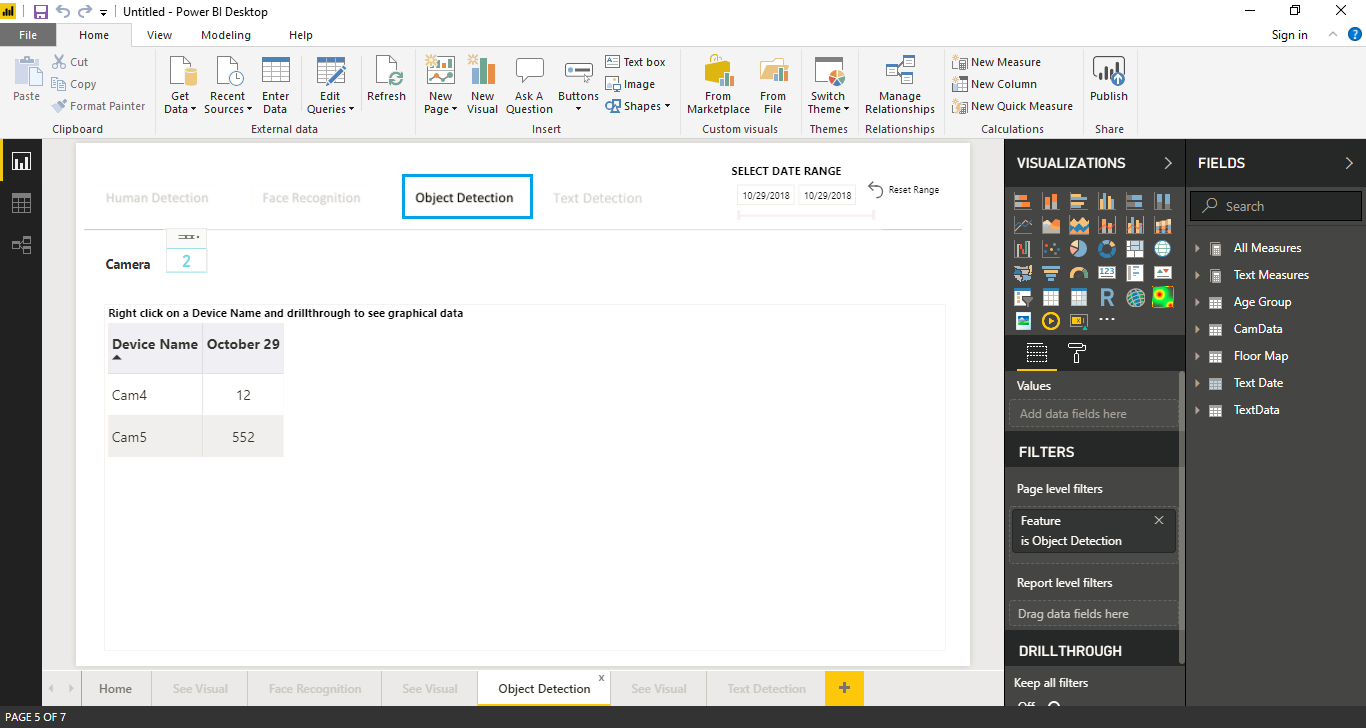 Untitled - Power BI Desktop
File Home View Modeling Help Sign in
Paste
Cut
Copy
Format Painter
Clipboard
Get Data
Recent Sources
Enter Data
Edit Queries
Refresh
External data
New Page
New Visual
Ask A Question
Buttons
Text box
Image
Shapes
Insert
From Marketplace
From File
Custom visuals
Switch Theme
Themes
Manage Relationships
Relationships
New Measure
New Column
New Quick Measure
Calculations
Publish
Share
Human Detection Face Recognition Object Detection Text Detection
SELECT DATE RANGE
10/29/2018 10/29/2018 Reset Range
Camera 2
Right click on a Device Name and drillthrough to see graphical data
Device Name October 29
Cam4 12
Cam5 552
VISUALIZATIONS
123
R
Values
Add data fields here
FILTERS
Page level filters
Feature
is Object Detection
Report level filters
Drag data fields here
DRILLTHROUGH
Keep all filters
Off
FIELDS
Search
All Measures
Text Measures
Age Group
CamData
Floor Map
Text Date
TextData
Home See Visual Face Recognition See Visual Object Detection x See Visual Text Detection +
PAGE 5 OF 7